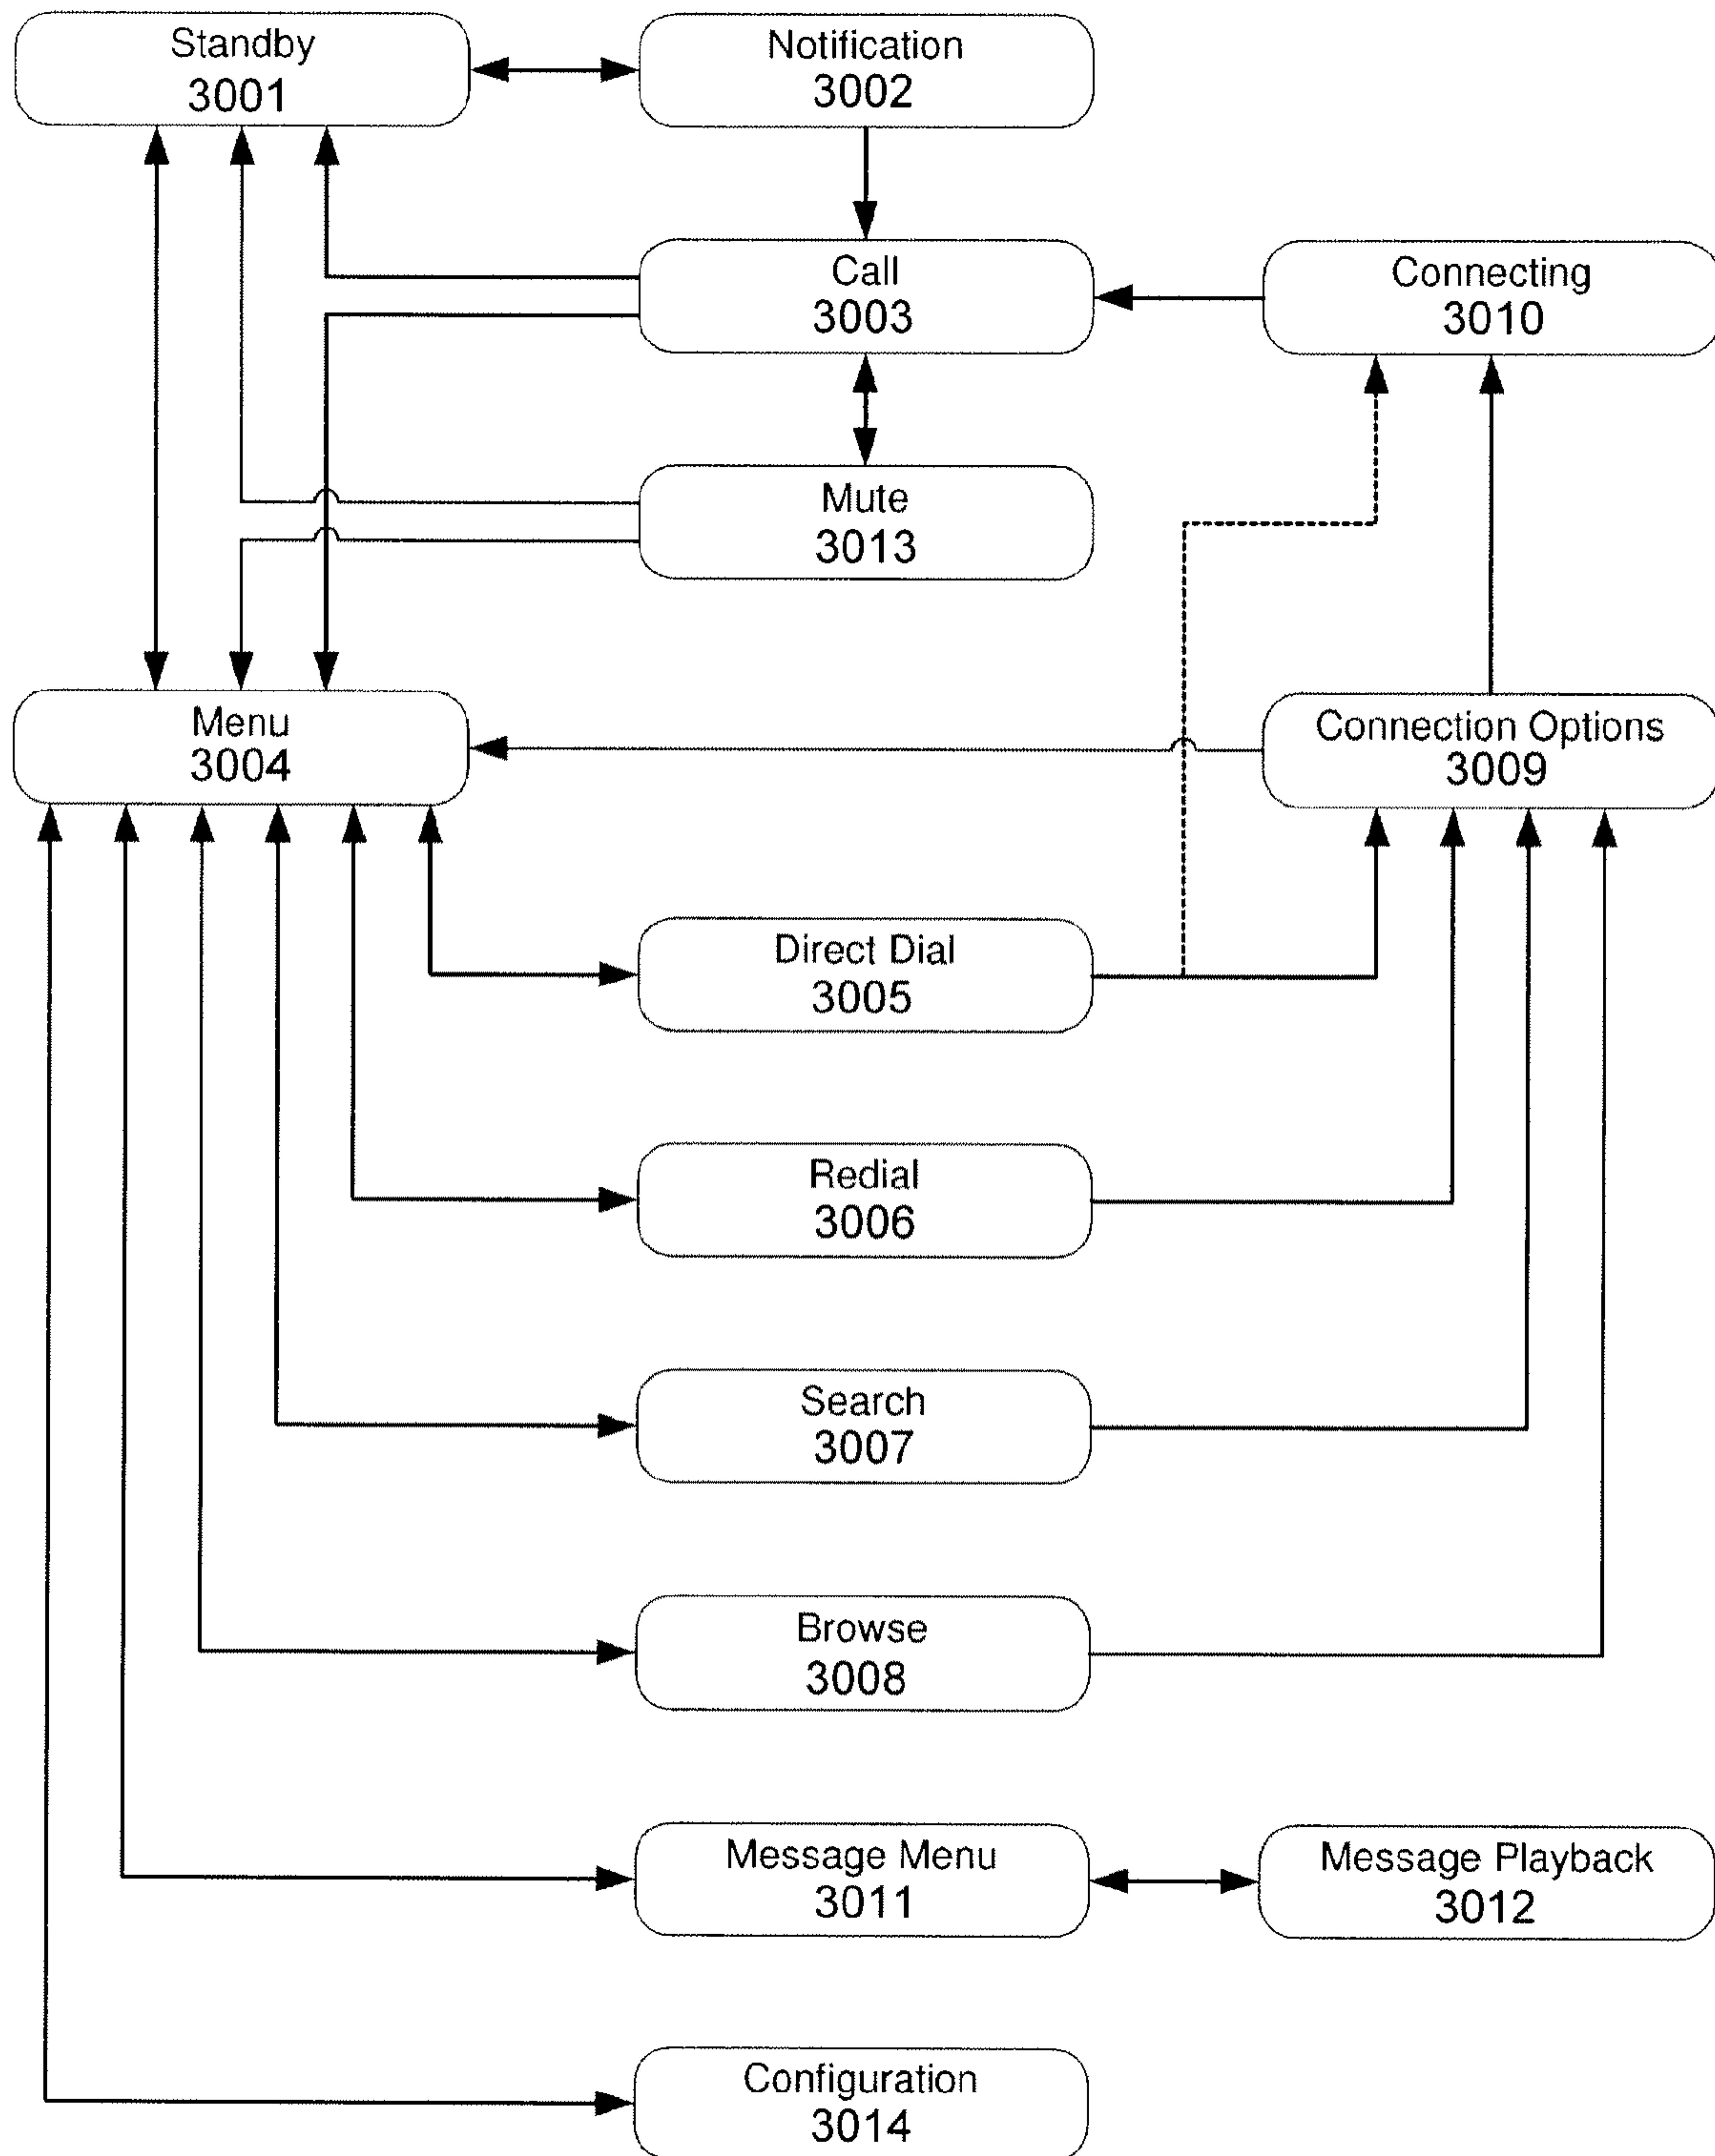 Standby
3001
Notification
3002
Call
3003
Connecting
3010
Mute
3013
Menu
3004
Connection Options
3009
Direct Dial
3005
Redial
3006
Search
3007
Browse
3008
Message Menu
3011
Message Playback
3012
Configuration
3014